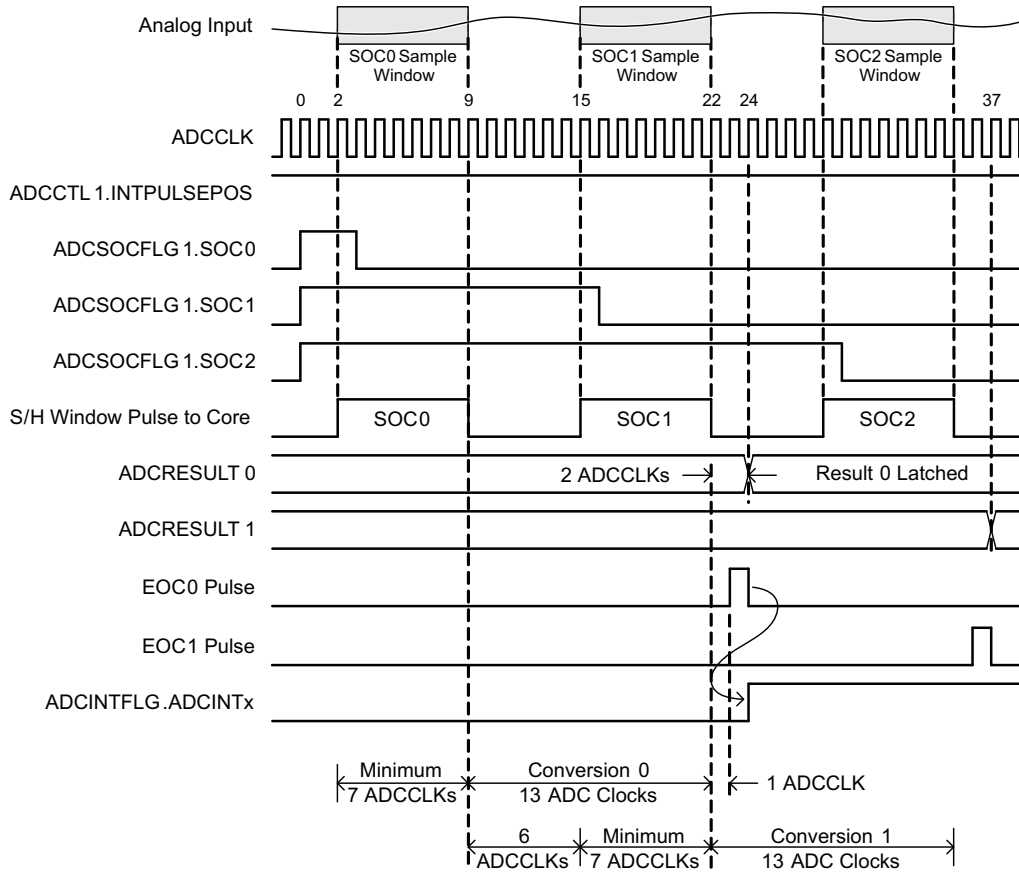 Analog Input
SOC0 Sample
Window
SOC1 Sample
Window
SOC2 Sample
Window
0 2 9 15 22 24 37
ADCCLK
ADCCTL 1.INTPULSEPOS
ADCSOCFLG 1.SOC0
ADCSOCFLG 1.SOC1
ADCSOCFLG 1.SOC2
S/H Window Pulse to Core SOC0 SOC1 SOC2
ADCRESULT 0 2 ADCCLKs Result 0 Latched
ADCRESULT 1
EOC0 Pulse
EOC1 Pulse
ADCINTFLG .ADCINTx
Minimum
7 ADCCLKs
Conversion 0
13 ADC Clocks
1 ADCCLK
6
ADCCLKs
Minimum
7 ADCCLKs
Conversion 1
13 ADC Clocks